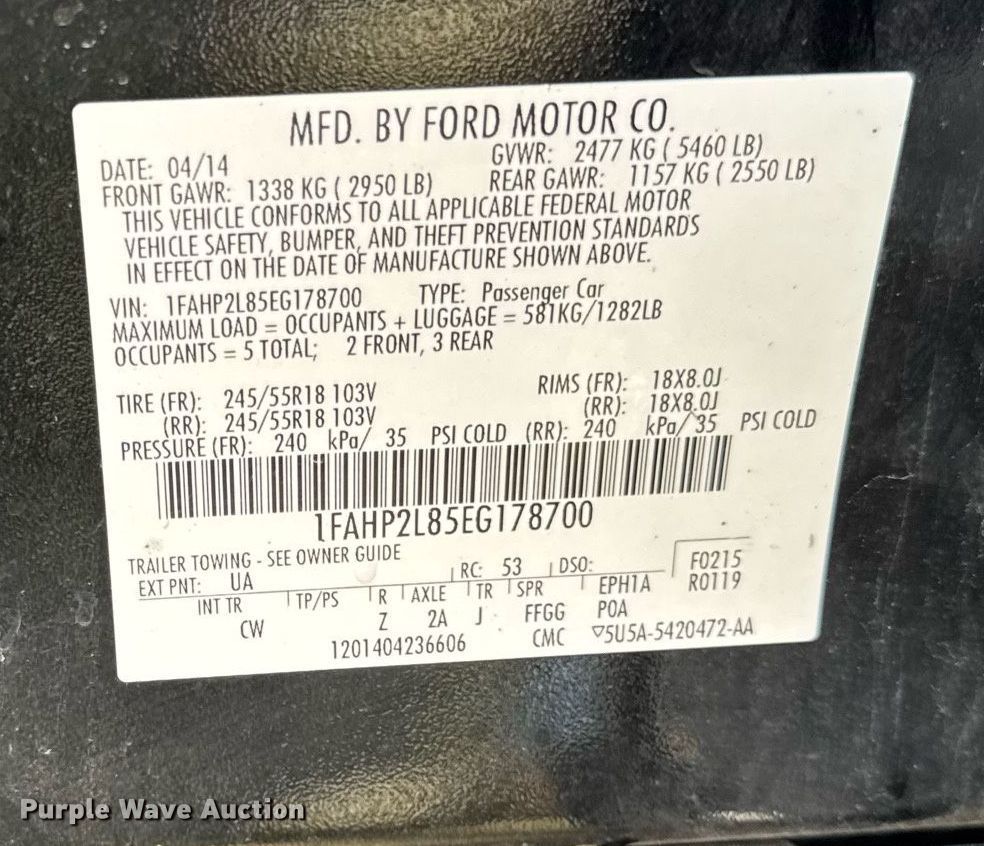 MFD. BY FORD MOTOR CO.
DATE: 04/14 GVWR: 2477 KG ( 5460 LB)
FRONT GAWR: 1338 KG ( 2950 LB) REAR GAWR: 1157 KG ( 2550 LB)
THIS VEHICLE CONFORMS TO ALL APPLICABLE FEDERAL MOTOR
VEHICLE SAFETY, BUMPER, AND THEFT PREVENTION STANDARDS
IN EFFECT ON THE DATE OF MANUFACTURE SHOWN ABOVE.
VIN: 1FAHP2L85EG178700 TYPE: Passenger Car
MAXIMUM LOAD = OCCUPANTS + LUGGAGE = 581KG/1282LB
OCCUPANTS = 5 TOTAL; 2 FRONT, 3 REAR
TIRE (FR): 245/55R18 103V RIMS (FR): 18X8.0J
(RR): 245/55R18 103V (RR): 18X8.0J
PRESSURE (FR): 240 kPa/ 35 PSI COLD (RR): 240 kPa/ 35 PSI COLD
1FAHP2L85EG178700
TRAILER TOWING - SEE OWNER GUIDE
EXT PNT: UA RC: 53 DSO: F0215
INT TR TP/PS R AXLE TR SPR EPH1A R0119
CW Z 2A J FFGG POA
1201404236606 CMC ▽5U5A-5420472-AA
Purple Wave Auction